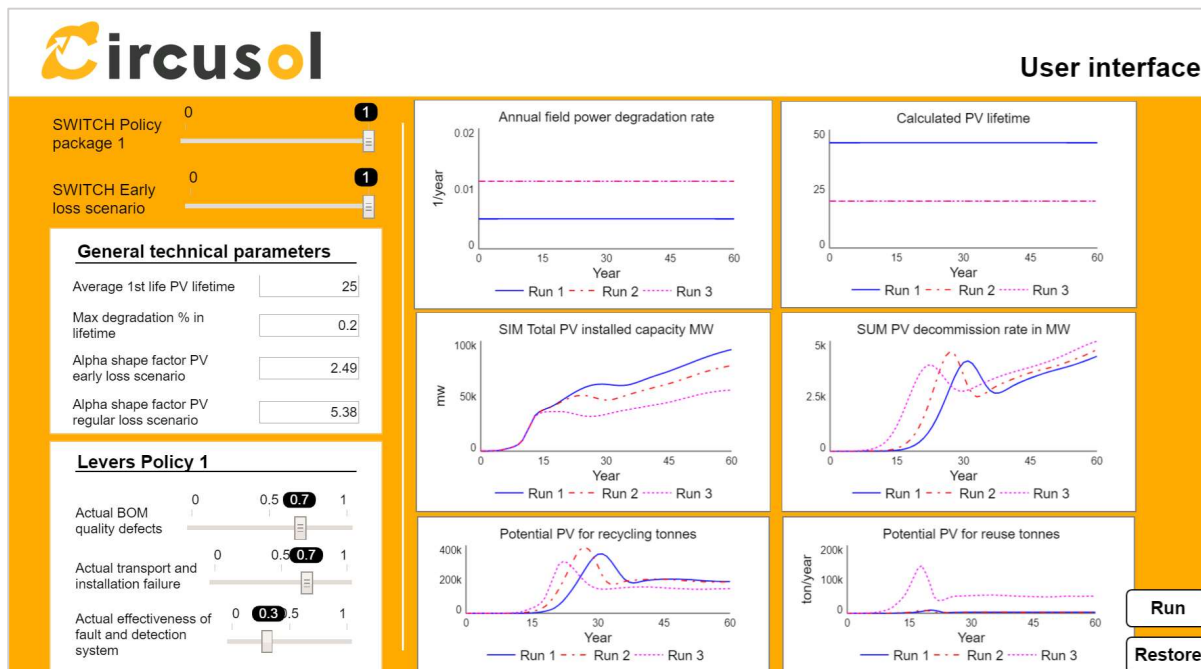 Circusol
User interface
0 1
SWITCH Policy
package 1
0 1
SWITCH Early
loss scenario
General technical parameters
Average 1st life PV lifetime 25
Max degradation % in
lifetime
0.2
Alpha shape factor PV
early loss scenario
2.49
Alpha shape factor PV
regular loss scenario
5.38
Levers Policy 1
0 0.5 0.7 1
Actual BOM
quality defects
0 0.5 0.7 1
Actual transport and
installation failure
0 0.3 .5 1
Actual effectiveness of
fault and detection
system
Annual field power degradation rate
0.02
0.01
0
1/year
0 15 30 45 60
Year
Run 1 Run 2 Run 3
Calculated PV lifetime
50
25
0
0 15 30 45 60
Year
Run 1 Run 2 Run 3
SIM Total PV installed capacity MW
100k
50k
0
mw
0 15 30 45 60
Year
Run 1 Run 2 Run 3
SUM PV decommission rate in MW
5k
2.5k
0
0 15 30 45 60
Year
Run 1 Run 2 Run 3
Potential PV for recycling tonnes
400k
200k
0
0 15 30 45 60
Year
Run 1 Run 2 Run 3
Potential PV for reuse tonnes
200k
200k
0
ton/year
0 15 30 45 60
Year
Run 1 Run 2 Run 3
Run
Restore